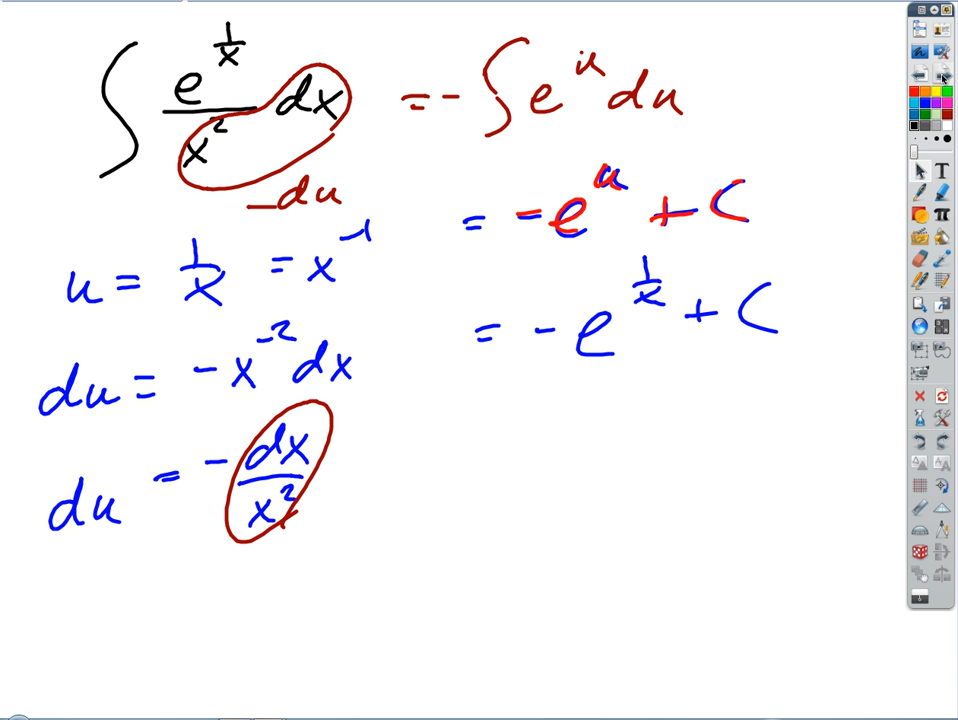 ∫ e^{1/x}/x² dx = - ∫ e^u du
-du
= -e^u + C
u = 1/x = x^{-1}
= -e^{1/x} + C
du = -x^{-2} dx
du = - dx/x²
T
π